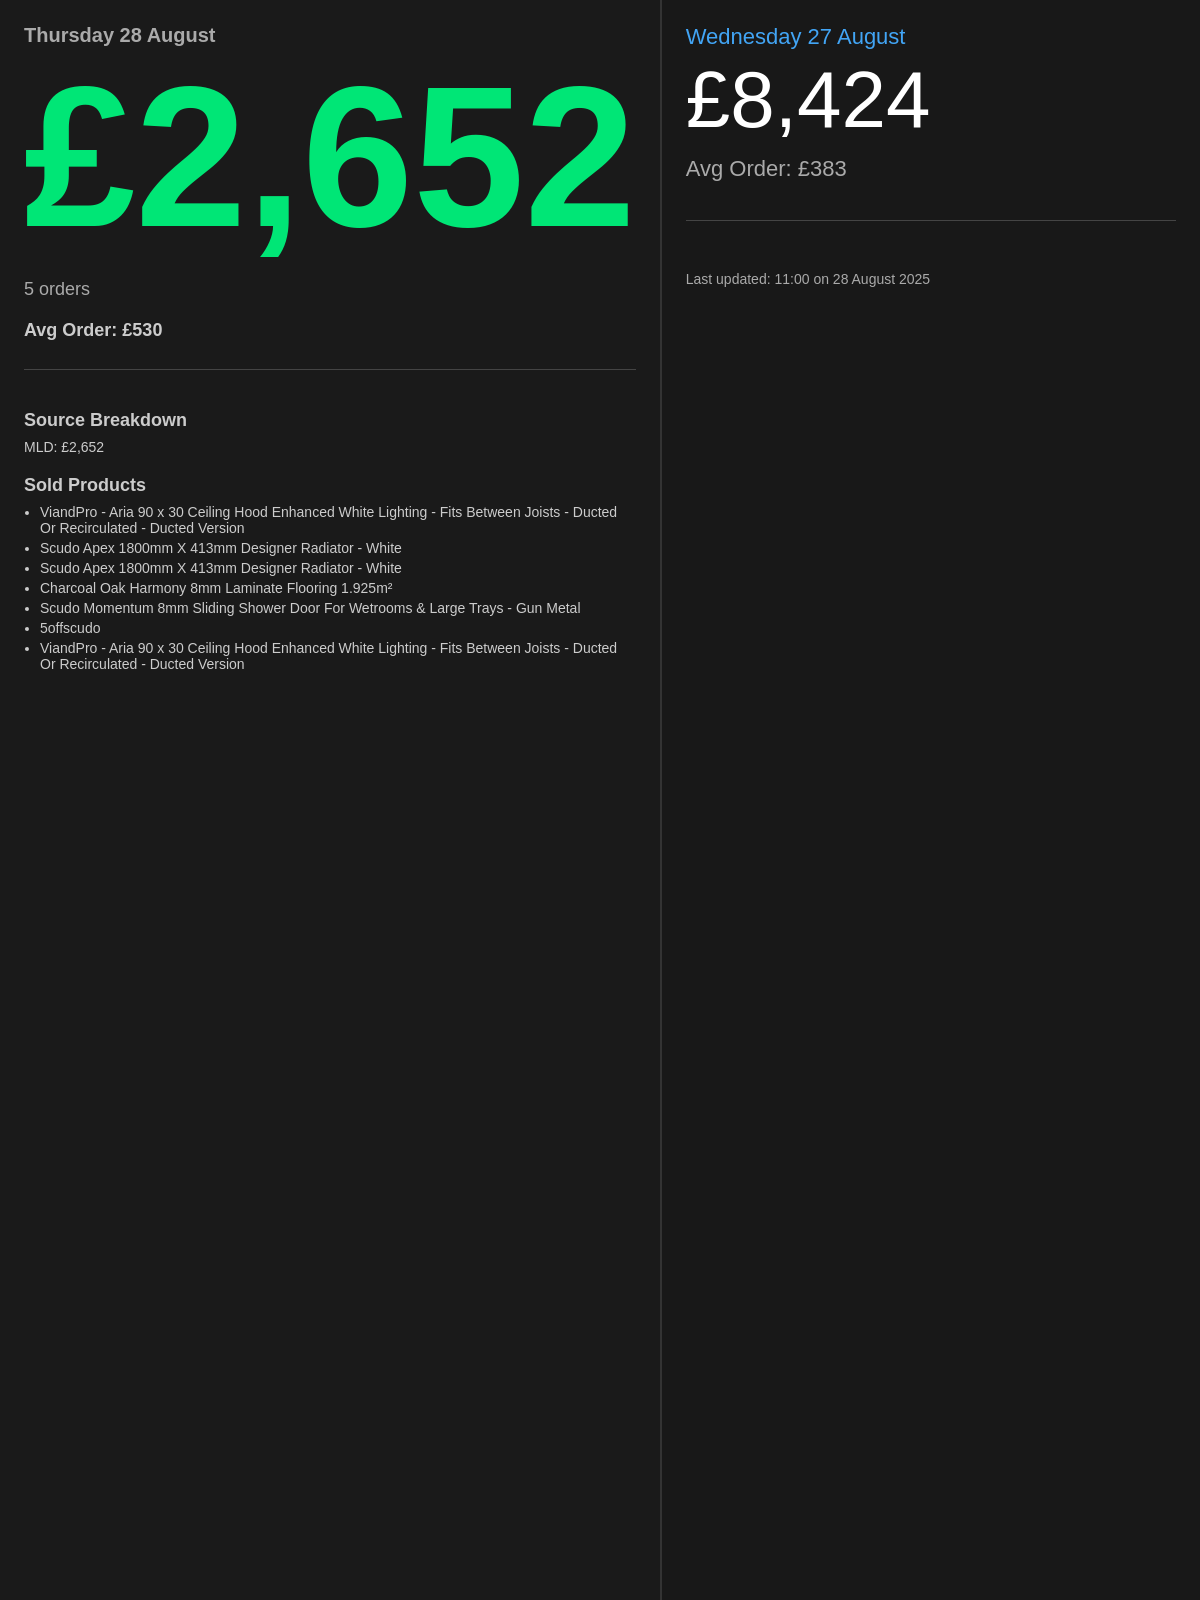 Thursday 28 August
£2,652
5 orders
Avg Order: £530
Source Breakdown
MLD: £2,652
Sold Products
• ViandPro - Aria 90 x 30 Ceiling Hood Enhanced White Lighting - Fits Between Joists - Ducted
Or Recirculated - Ducted Version
• Scudo Apex 1800mm X 413mm Designer Radiator - White
• Scudo Apex 1800mm X 413mm Designer Radiator - White
• Charcoal Oak Harmony 8mm Laminate Flooring 1.925m²
• Scudo Momentum 8mm Sliding Shower Door For Wetrooms & Large Trays - Gun Metal
• 5offscudo
• ViandPro - Aria 90 x 30 Ceiling Hood Enhanced White Lighting - Fits Between Joists - Ducted
Or Recirculated - Ducted Version
Wednesday 27 August
£8,424
Avg Order: £383
Last updated: 11:00 on 28 August 2025